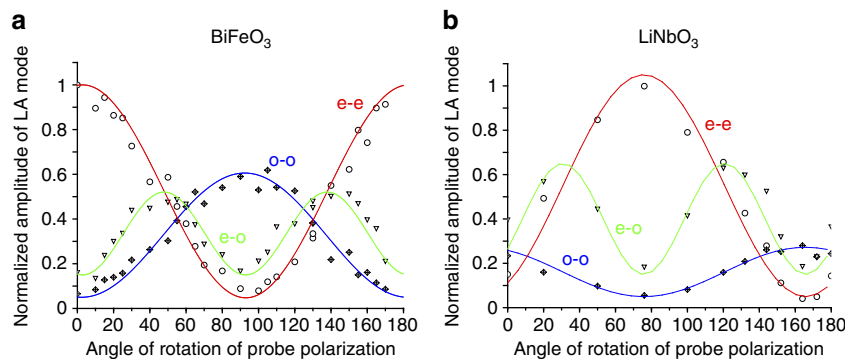 a
BiFeO3
Normalized amplitude of LA mode
1
0.8
0.6
0.4
0.2
0
e-e
o-o
e-o
0 20 40 60 80 100 120 140 160 180
Angle of rotation of probe polarization
b
LiNbO3
Normalized amplitude of LA mode
1
0.8
0.6
0.4
0.2
0
e-e
e-o
o-o
0 20 40 60 80 100 120 140 160 180
Angle of rotation of probe polarization